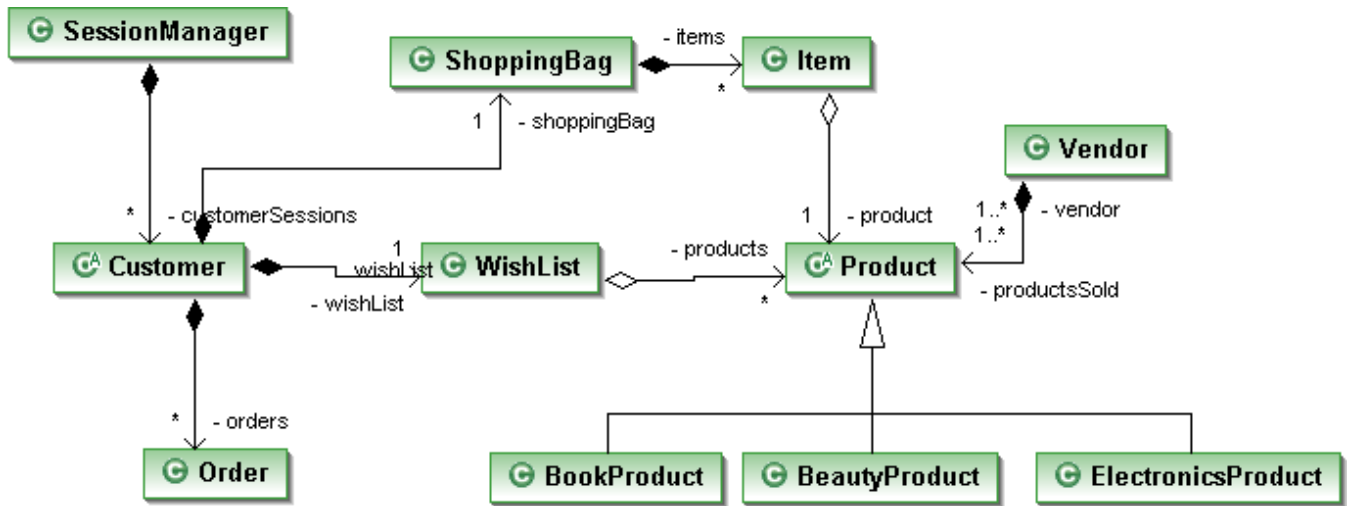 SessionManager
- items
ShoppingBag
Item
*
1
- shoppingBag
Vendor
*
- customerSessions
1
- product
1..*
- vendor
1..*
Customer
1
wishList
WishList
- products
Product
- wishList
*
- productsSold
*
- orders
Order
BookProduct
BeautyProduct
ElectronicsProduct